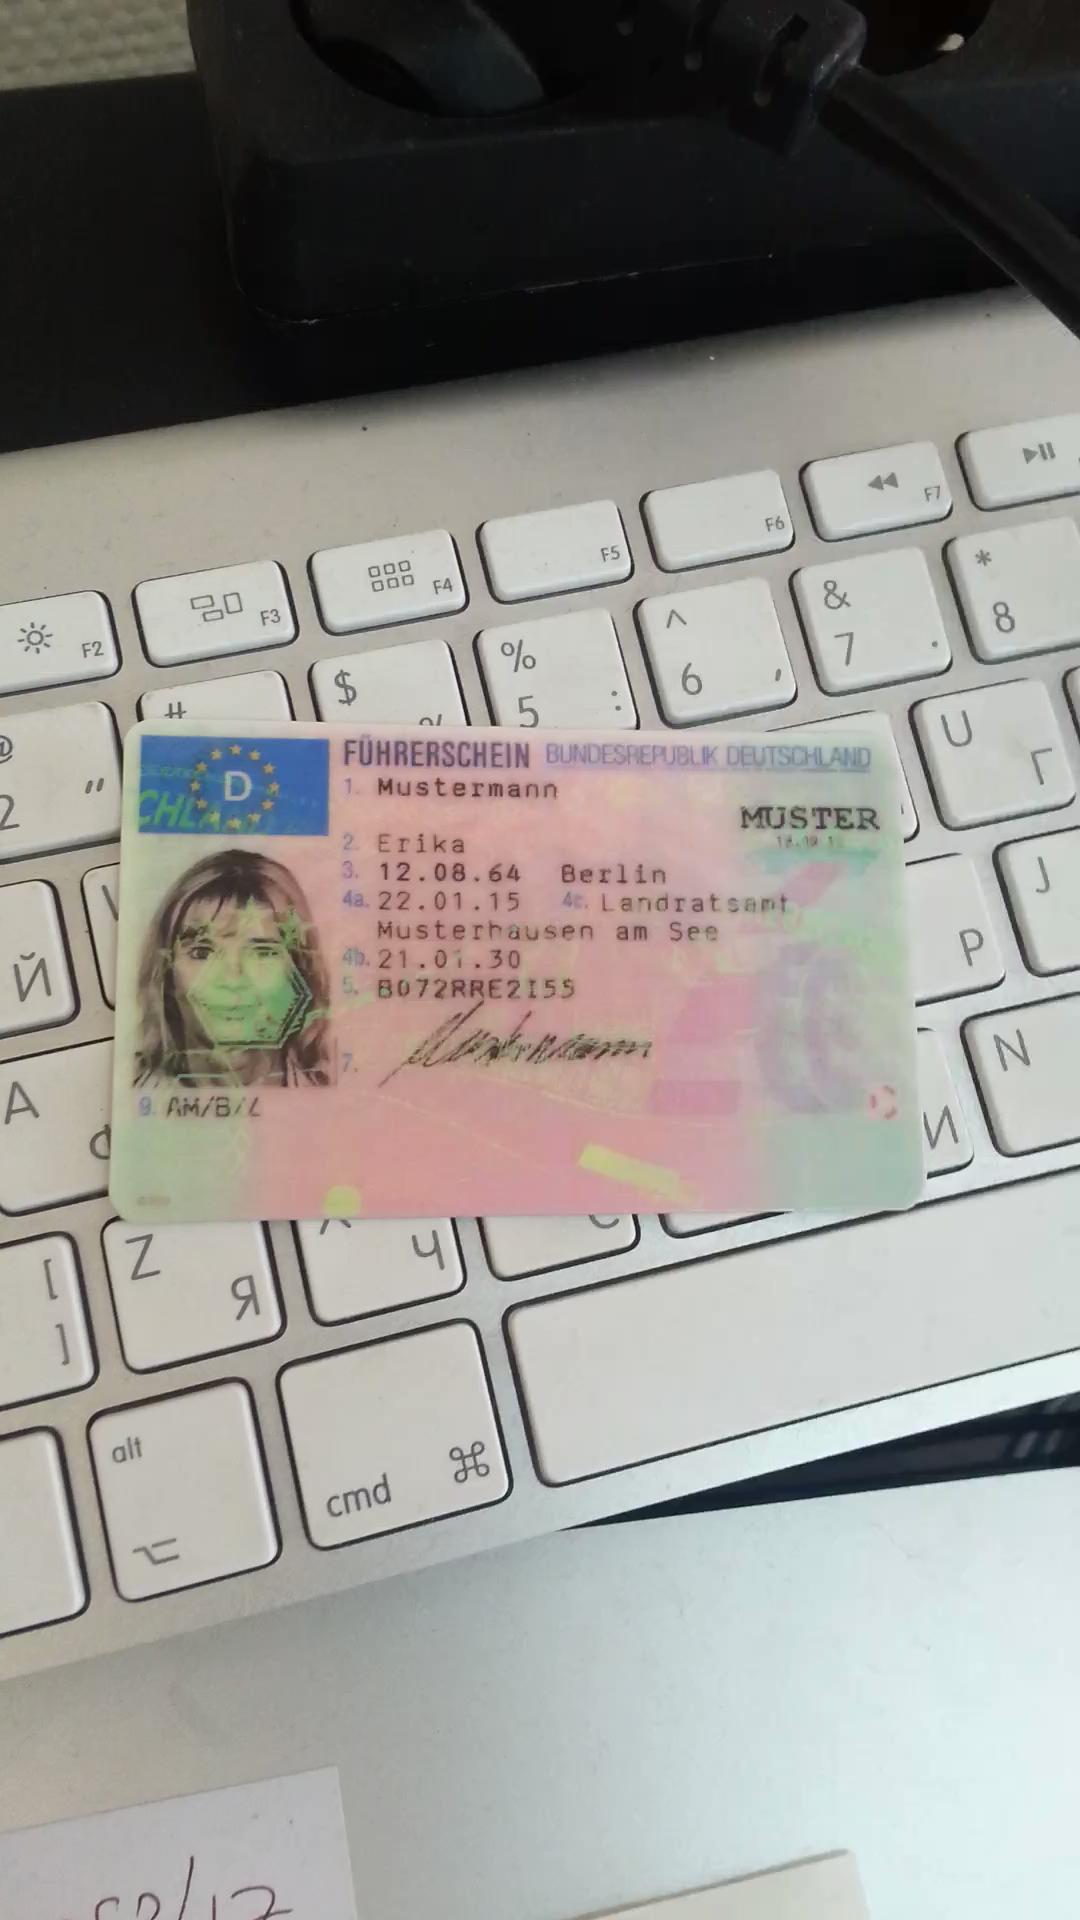 F2
F3
F4
F5
F6
F7
@
2 "
#
$
%
%
5 :
^
6 ,
&
7 .
*
8
U
Г
J
Р
Й
A
N
И
[
]
Z
Я
Ч
alt
cmd
D
FÜHRERSCHEIN BUNDESREPUBLIK DEUTSCHLAND
1. Mustermann
MUSTER
2. Erika
3. 12.08.64 Berlin
4a. 22.01.15 4c. Landratsamt
Musterhausen am See
4b. 21.01.30
5. B072RRE2I55
7. Mustermann
9. AM/B/L